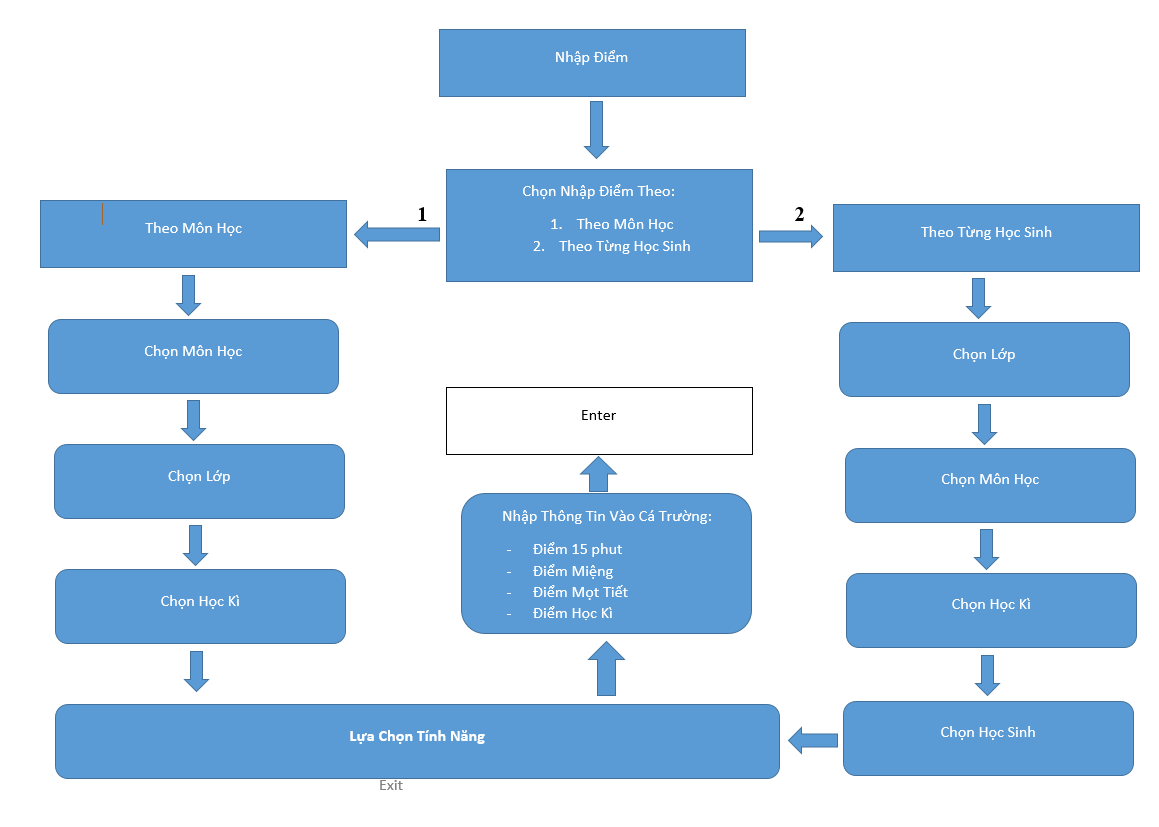 Nhập Điểm
Chọn Nhập Điểm Theo:
1. Theo Môn Học
2. Theo Từng Học Sinh
1
2
Theo Môn Học
Chọn Môn Học
Chọn Lớp
Chọn Học Kì
Theo Từng Học Sinh
Chọn Lớp
Chọn Môn Học
Chọn Học Kì
Chọn Học Sinh
Lựa Chọn Tính Năng
Exit
Nhập Thông Tin Vào Cá Trường:
- Điểm 15 phut
- Điểm Miệng
- Điểm Mọt Tiết
- Điểm Học Kì
Enter